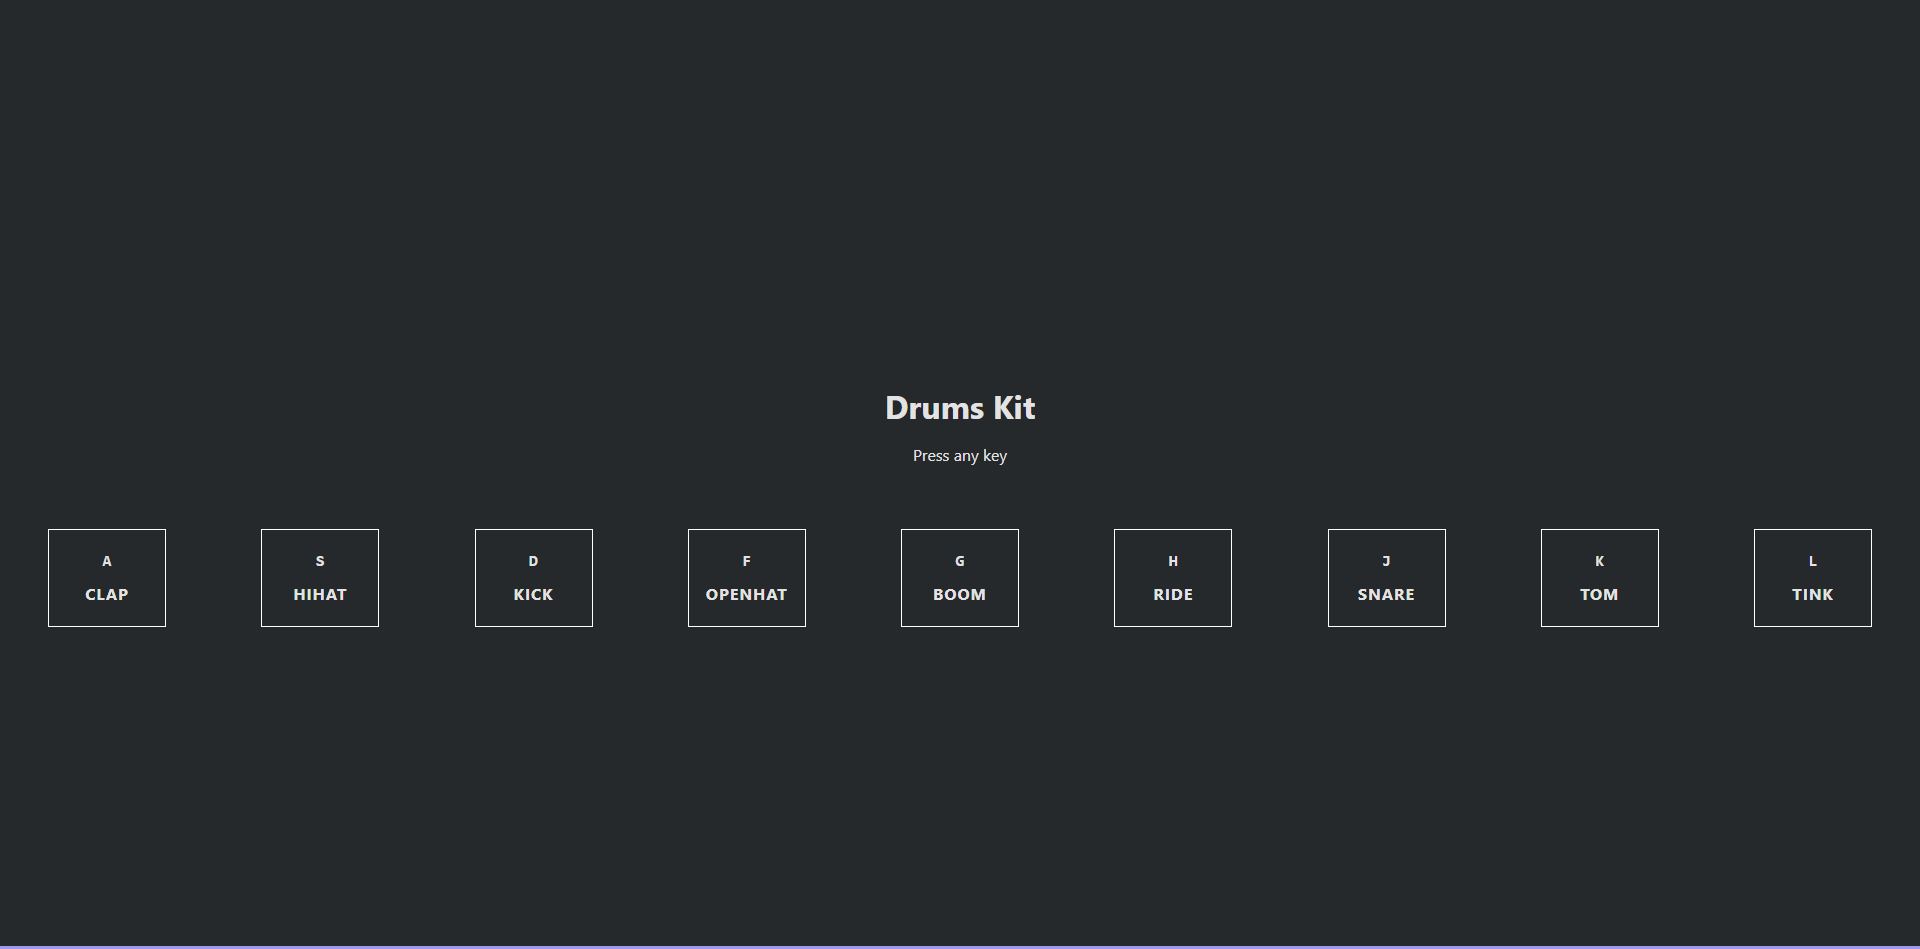 Drums Kit
Press any key
A S D F G H J K L
CLAP HIHAT KICK OPENHAT BOOM RIDE SNARE TOM TINK